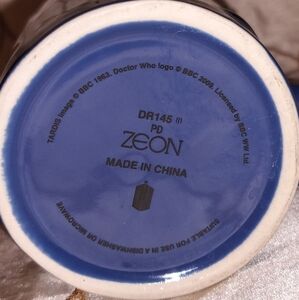 TARDIS image © BBC 1963. Doctor Who logo © BBC 2009. Licensed by BBC WW Ltd
DR145 III
PD
ZEON
MADE IN CHINA
SUITABLE FOR USE IN A DISHWASHER OR MICROWAVE